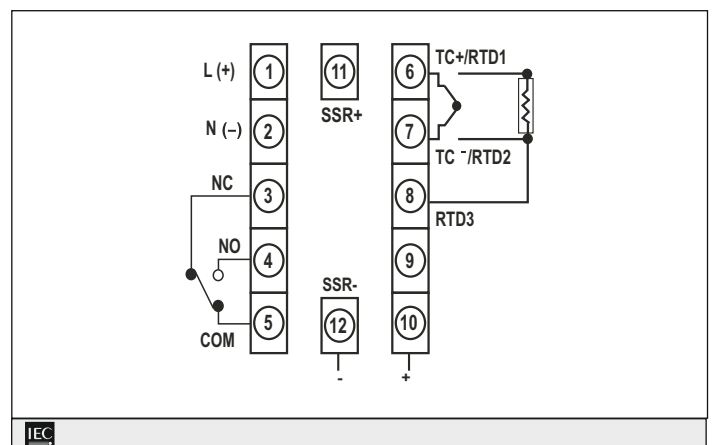 L (+) 1 11 6 TC+/RTD1
SSR+
N (−) 2 7
TC -/RTD2
NC 3 8
RTD3
NO 4 9
SSR-
COM 5 12 10
- +
IEC